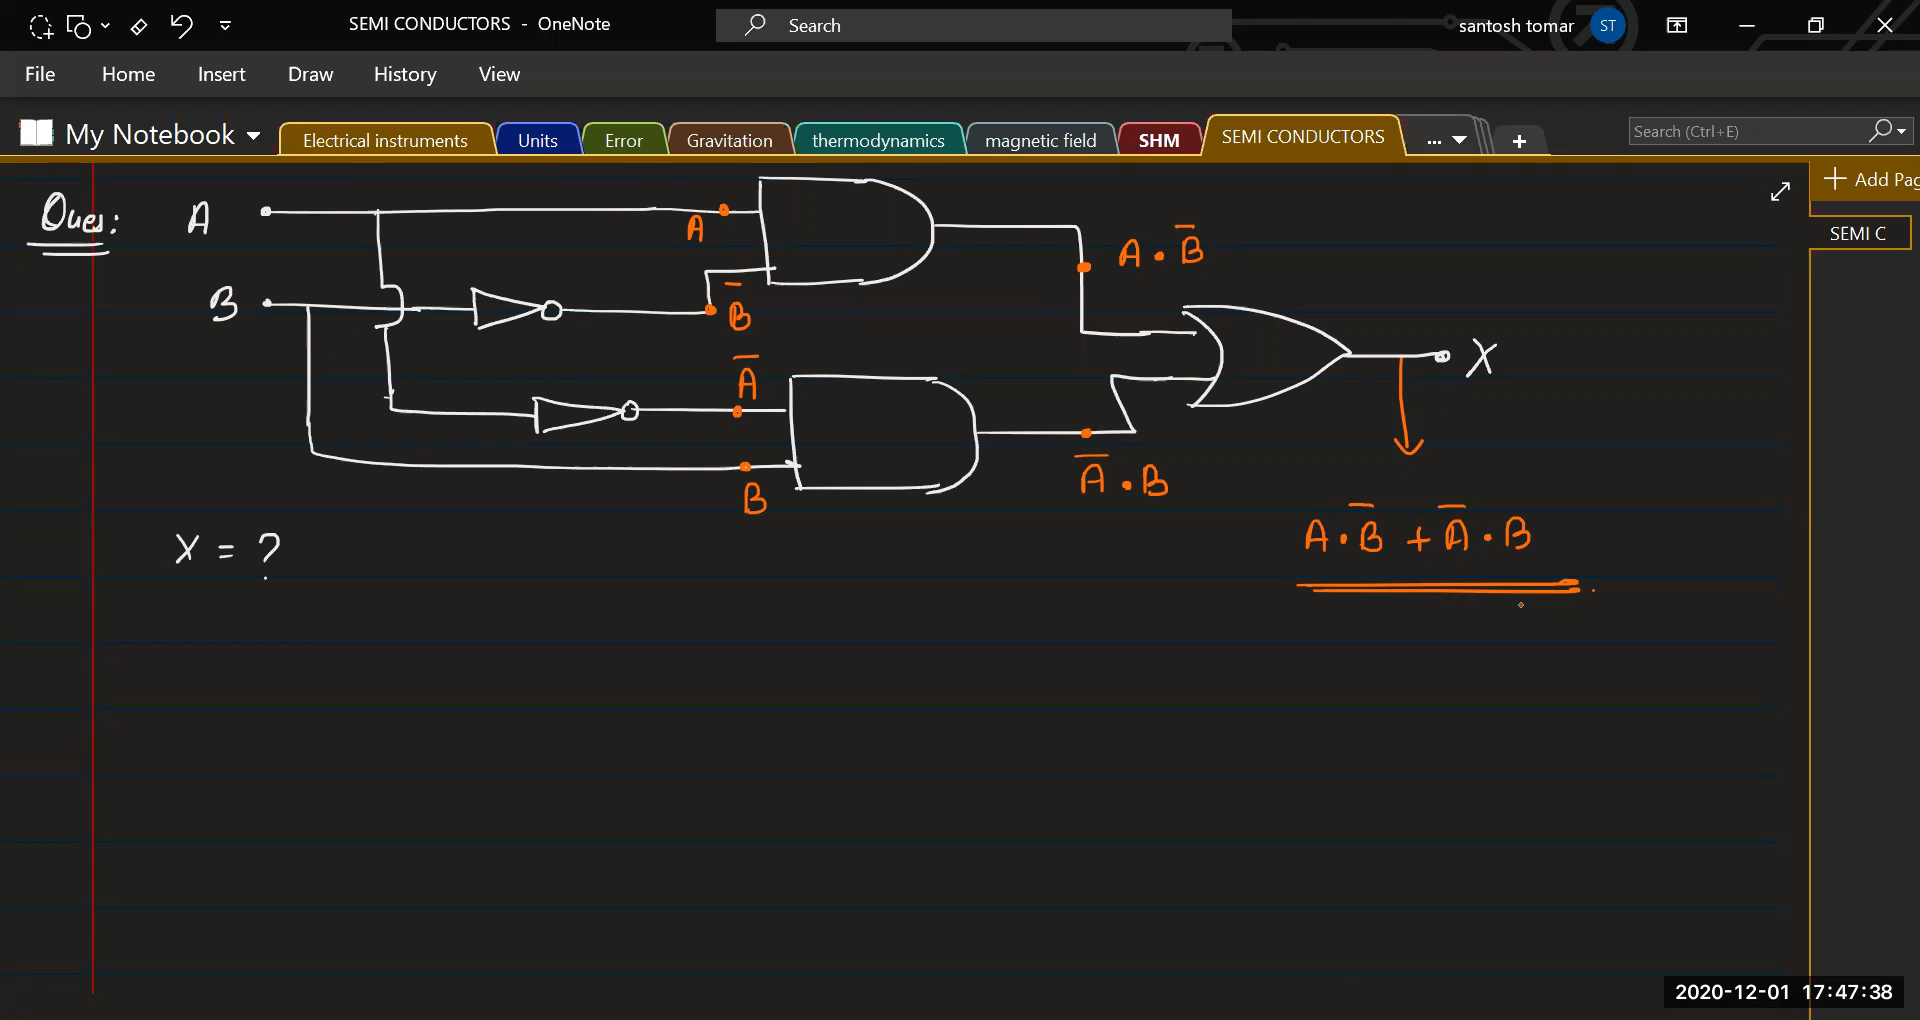 SEMI CONDUCTORS - OneNote
Search
santosh tomar
ST
File Home Insert Draw History View
My Notebook
Electrical instruments
Units
Error
Gravitation
thermodynamics
magnetic field
SHM
SEMI CONDUCTORS
...
+
Search (Ctrl+E)
+ Add Pag
SEMI C
Ques:
A
A
A · B̅
B
B̅
X
A̅
A̅ · B
B
X = ?
A · B̅ + A̅ · B
2020-12-01 17:47:38